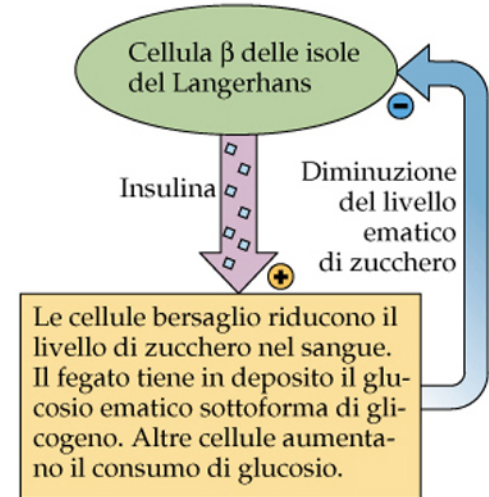 Cellula β delle isole
del Langerhans
−
Insulina
Diminuzione
del livello
ematico
di zucchero
+
Le cellule bersaglio riducono il
livello di zucchero nel sangue.
Il fegato tiene in deposito il glu-
cosio ematico sottoforma di gli-
cogeno. Altre cellule aumenta-
no il consumo di glucosio.